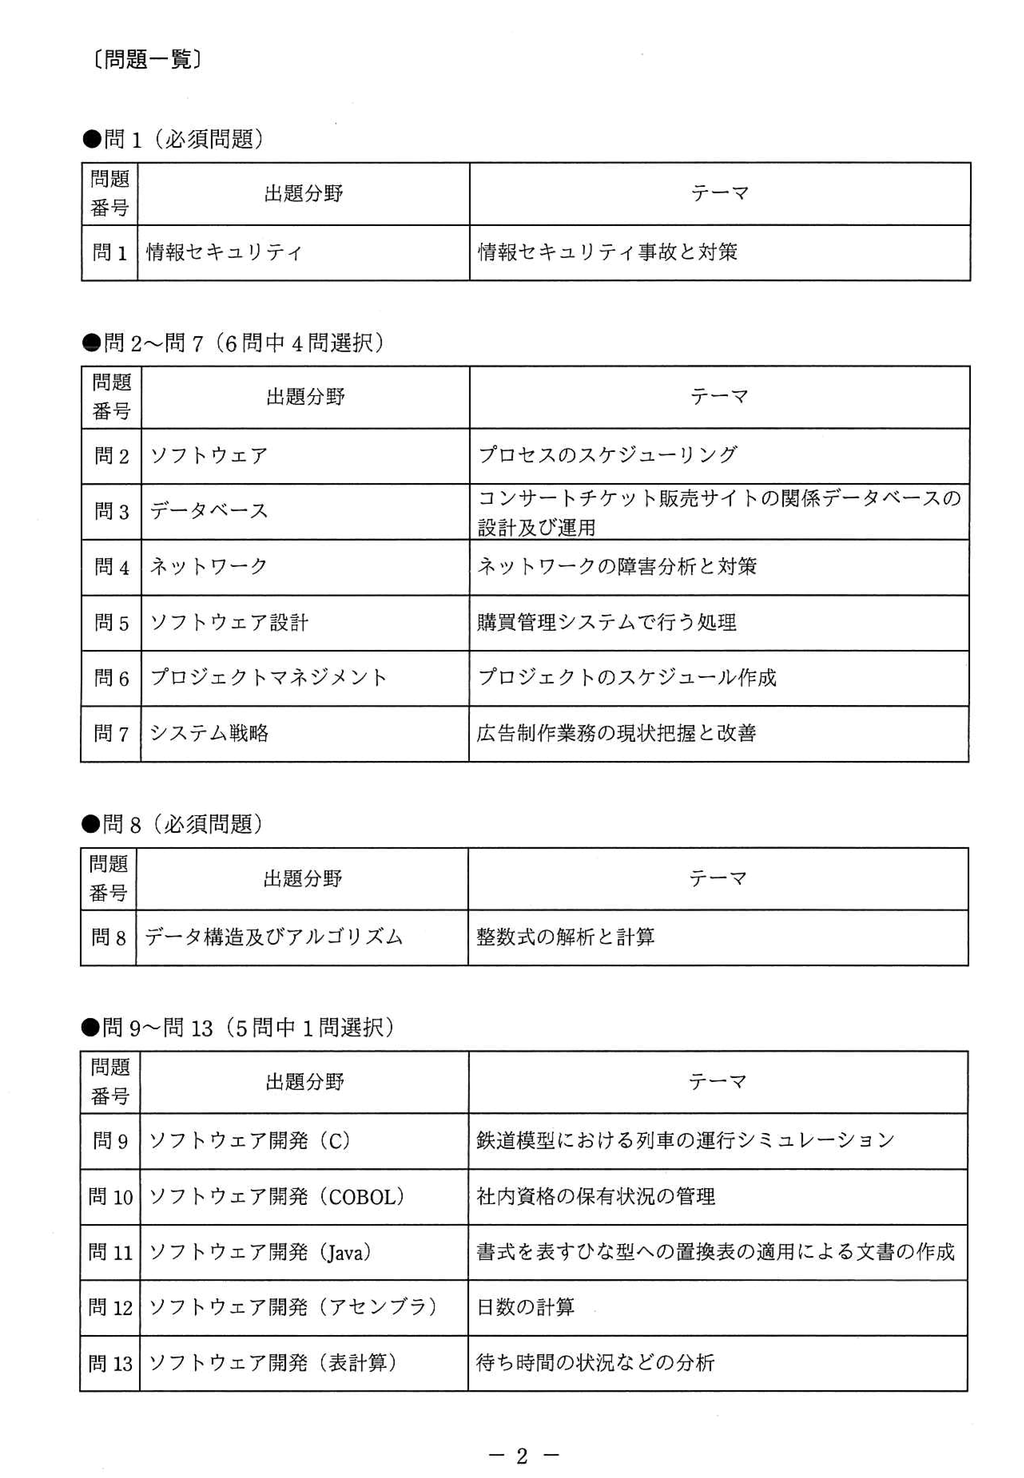 〔問題一覧〕
●問1（必須問題）
問題
番号
出題分野
テーマ
問1 情報セキュリティ 情報セキュリティ事故と対策
●問2～問7（6問中4問選択）
問題
番号
出題分野
テーマ
問2 ソフトウェア プロセスのスケジューリング
問3 データベース
コンサートチケット販売サイトの関係データベースの
設計及び運用
問4 ネットワーク ネットワークの障害分析と対策
問5 ソフトウェア設計 購買管理システムで行う処理
問6 プロジェクトマネジメント プロジェクトのスケジュール作成
問7 システム戦略 広告制作業務の現状把握と改善
●問8（必須問題）
問題
番号
出題分野
テーマ
問8 データ構造及びアルゴリズム 整数式の解析と計算
●問9～問13（5問中1問選択）
問題
番号
出題分野
テーマ
問9 ソフトウェア開発（C） 鉄道模型における列車の運行シミュレーション
問10 ソフトウェア開発（COBOL） 社内資格の保有状況の管理
問11 ソフトウェア開発（Java） 書式を表すひな型への置換表の適用による文書の作成
問12 ソフトウェア開発（アセンブラ） 日数の計算
問13 ソフトウェア開発（表計算） 待ち時間の状況などの分析
－ 2 －